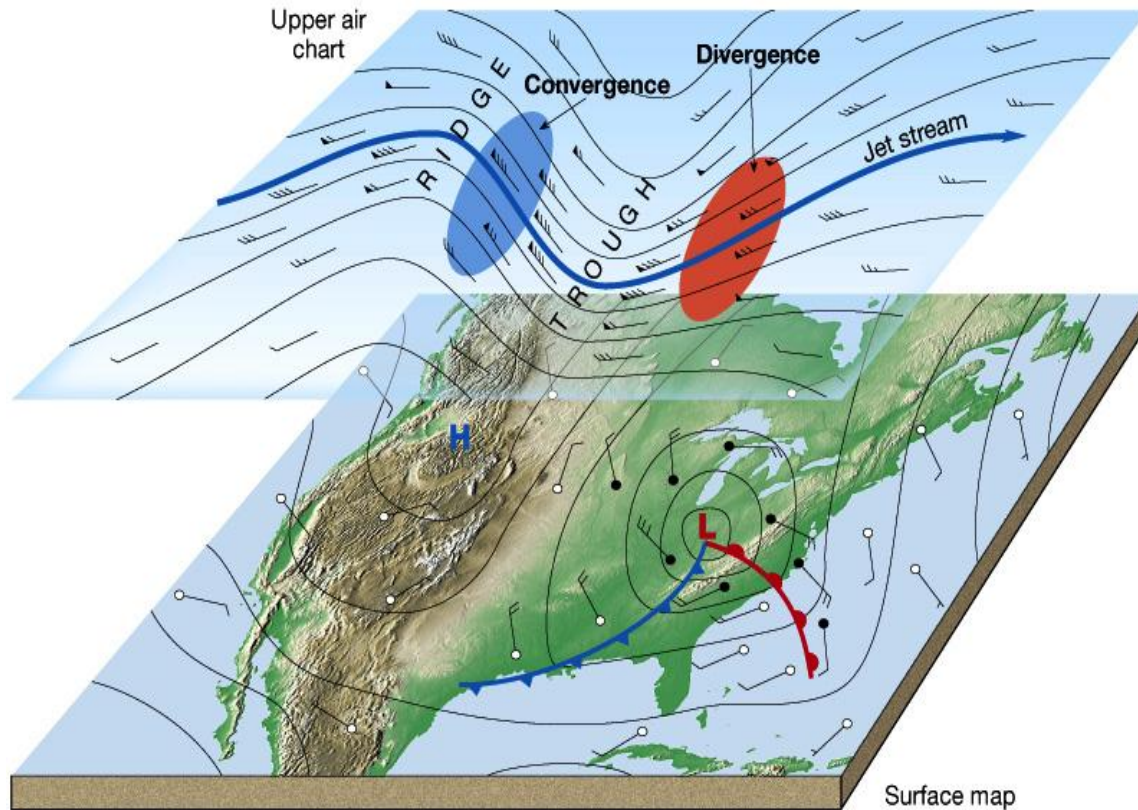 Upper air
chart
Divergence
Convergence
RIDGE
Jet stream
TROUGH
H
L
Surface map